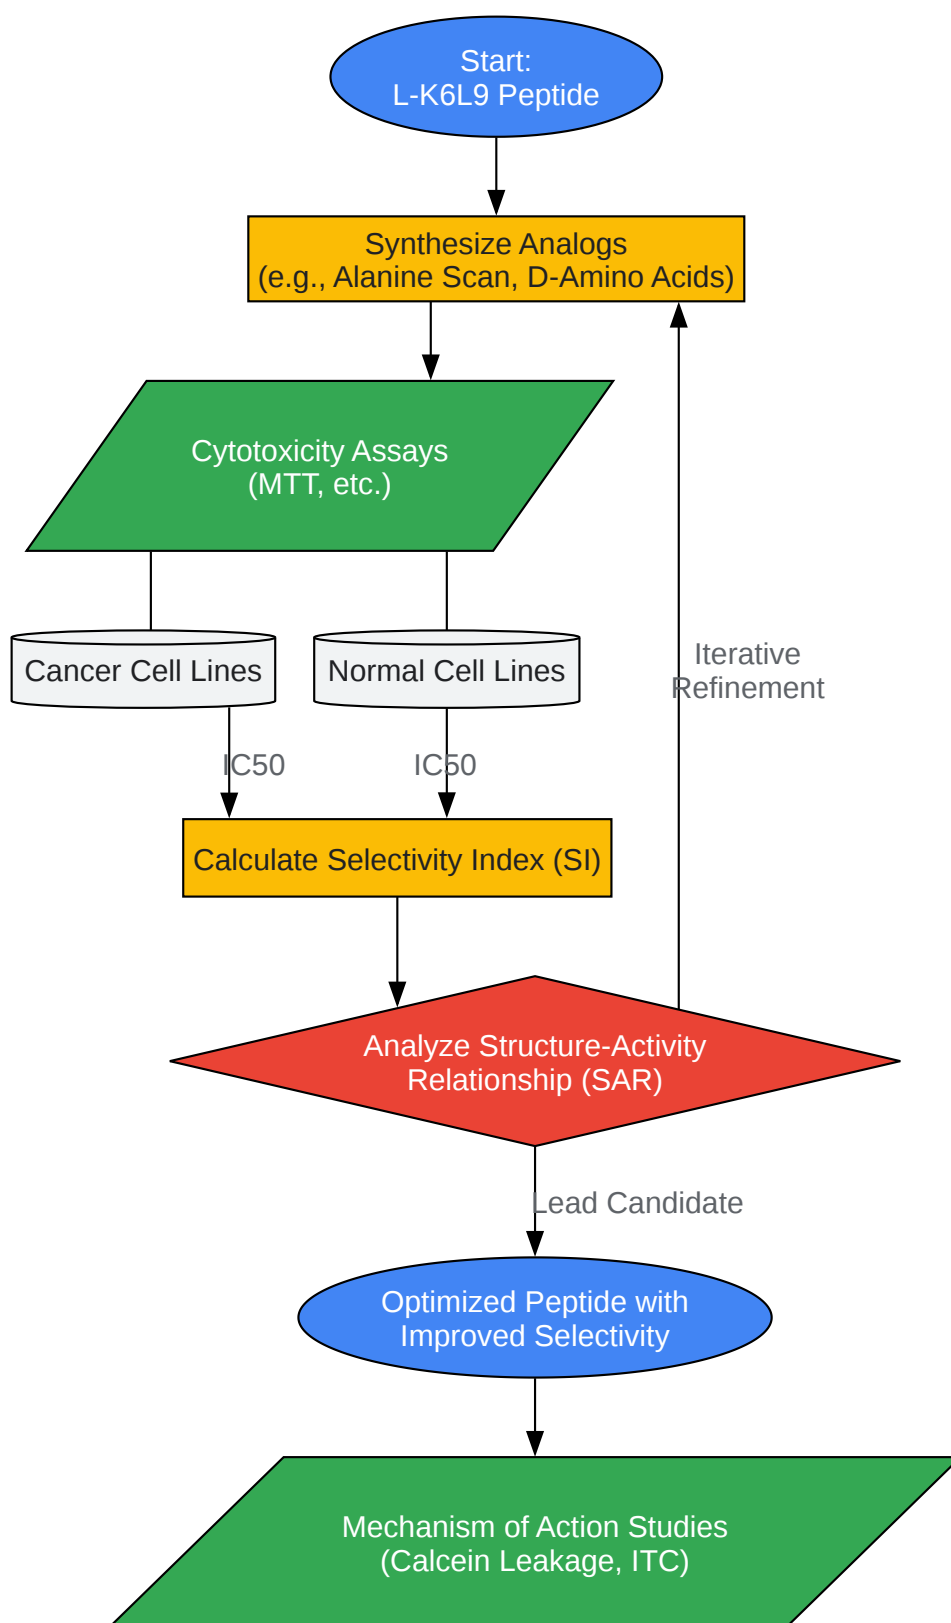 Start:
L-K6L9 Peptide
Synthesize Analogs
(e.g., Alanine Scan, D-Amino Acids)
Cytotoxicity Assays
(MTT, etc.)
Cancer Cell Lines
Normal Cell Lines
Iterative
Refinement
IC50
IC50
Calculate Selectivity Index (SI)
Analyze Structure-Activity
Relationship (SAR)
Lead Candidate
Optimized Peptide with
Improved Selectivity
Mechanism of Action Studies
(Calcein Leakage, ITC)